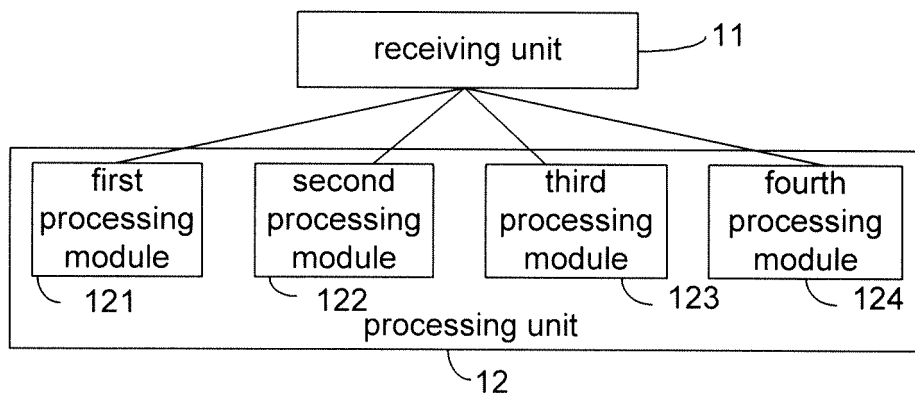 receiving unit
11
first
processing
module
second
processing
module
third
processing
module
fourth
processing
module
121
122
123
124
processing unit
12